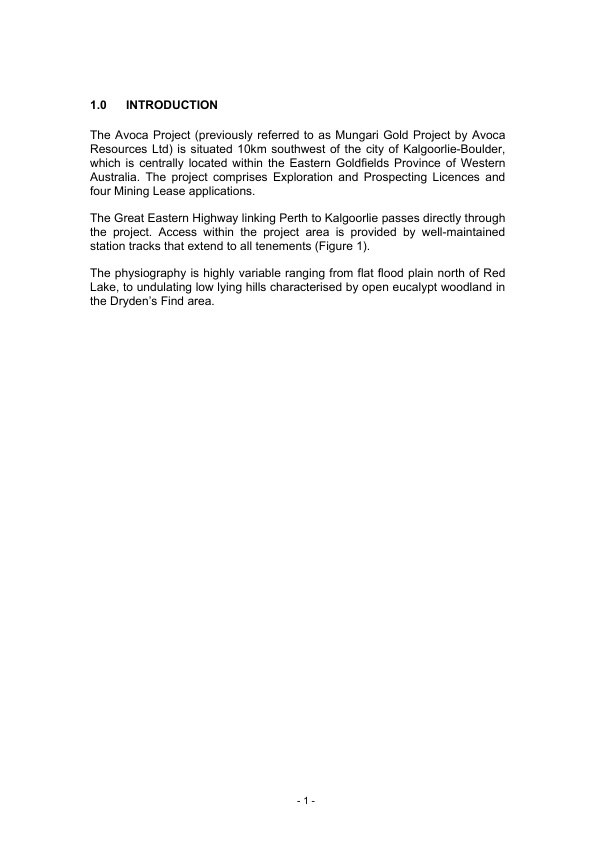 1.0 INTRODUCTION
The Avoca Project (previously referred to as Mungari Gold Project by Avoca
Resources Ltd) is situated 10km southwest of the city of Kalgoorlie-Boulder,
which is centrally located within the Eastern Goldfields Province of Western
Australia. The project comprises Exploration and Prospecting Licences and
four Mining Lease applications.
The Great Eastern Highway linking Perth to Kalgoorlie passes directly through
the project. Access within the project area is provided by well-maintained
station tracks that extend to all tenements (Figure 1).
The physiography is highly variable ranging from flat flood plain north of Red
Lake, to undulating low lying hills characterised by open eucalypt woodland in
the Dryden’s Find area.
- 1 -